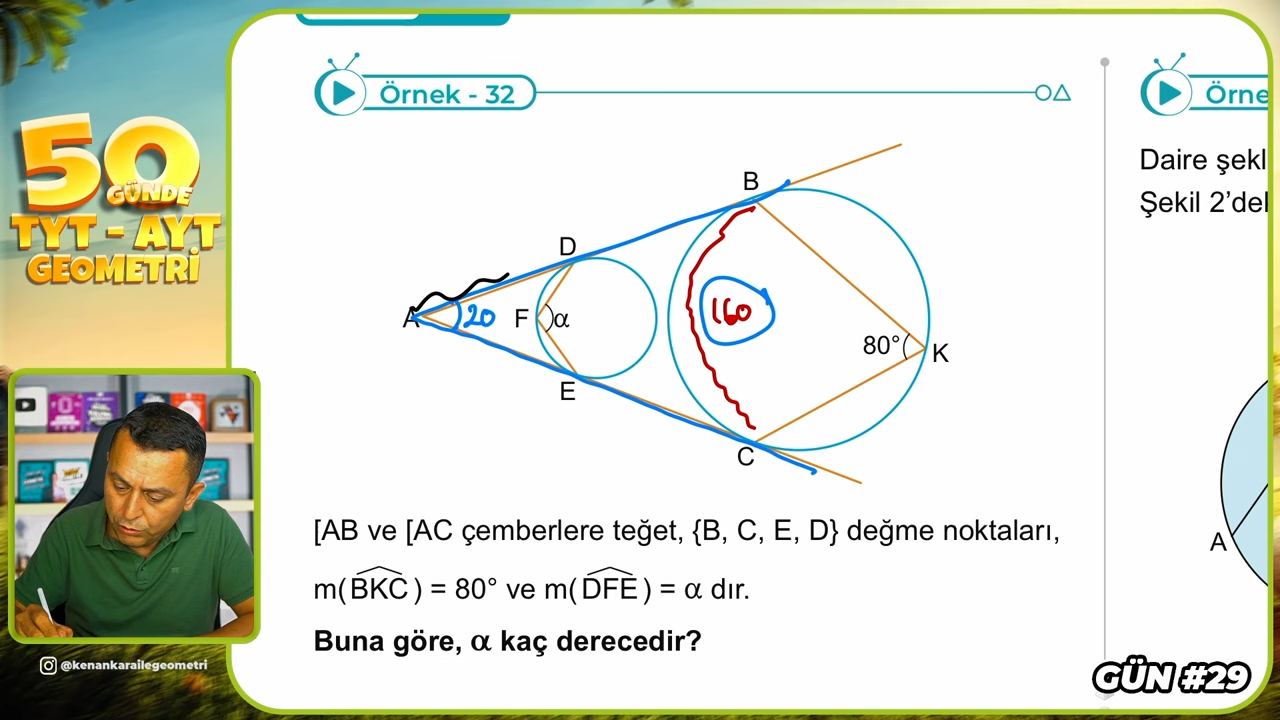 50
GÜNDE
TYT - AYT
GEOMETRİ
Örnek - 32
Örne
Daire şekl
Şekil 2'del
B
D
A
20
F
α
160
80°
K
E
C
A
[AB ve [AC çemberlere teğet, {B, C, E, D} değme noktaları,
m(BKC) = 80° ve m(DFE) = α dır.
Buna göre, α kaç derecedir?
@kenankarailegeometri
GÜN #29